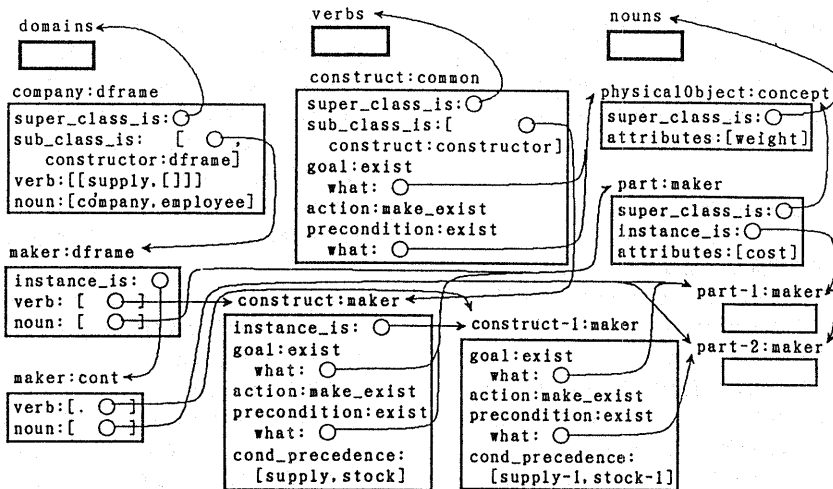 domains
company:dframe
super_class_is:
sub_class_is: [ ,
constructor:dframe]
verb:[[supply,[]]]
noun:[company,employee]
maker:dframe
instance_is:
verb: [ ]
noun: [ ]
maker:cont
verb:[. ]
noun:[ ]
verbs
construct:common
super_class_is:
sub_class_is:[ ,
construct:constructor]
goal:exist
what:
action:make_exist
precondition:exist
what:
construct:maker
instance_is:
goal:exist
what:
action:make_exist
precondition:exist
what:
cond_precedence:
[supply,stock]
construct-1:maker
goal:exist
what:
action:make_exist
precondition:exist
what:
cond_precedence:
[supply-1,stock-1]
nouns
physicalObject:concept
super_class_is:
attributes:[weight]
part:maker
super_class_is:
instance_is:
attributes:[cost]
part-1:maker
part-2:maker